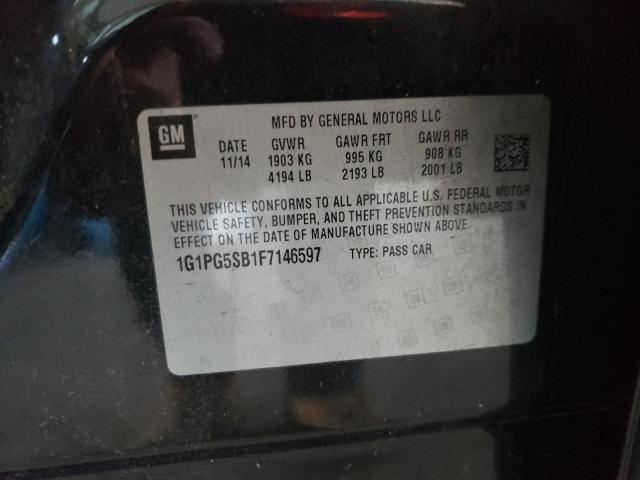 GM
MFD BY GENERAL MOTORS LLC
DATE GVWR GAWR FRT GAWR RR
11/14 1903 KG 995 KG 908 KG
4194 LB 2193 LB 2001 LB
THIS VEHICLE CONFORMS TO ALL APPLICABLE U.S. FEDERAL MOTOR
VEHICLE SAFETY, BUMPER, AND THEFT PREVENTION STANDARDS IN
EFFECT ON THE DATE OF MANUFACTURE SHOWN ABOVE.
1G1PG5SB1F7146597 TYPE: PASS CAR